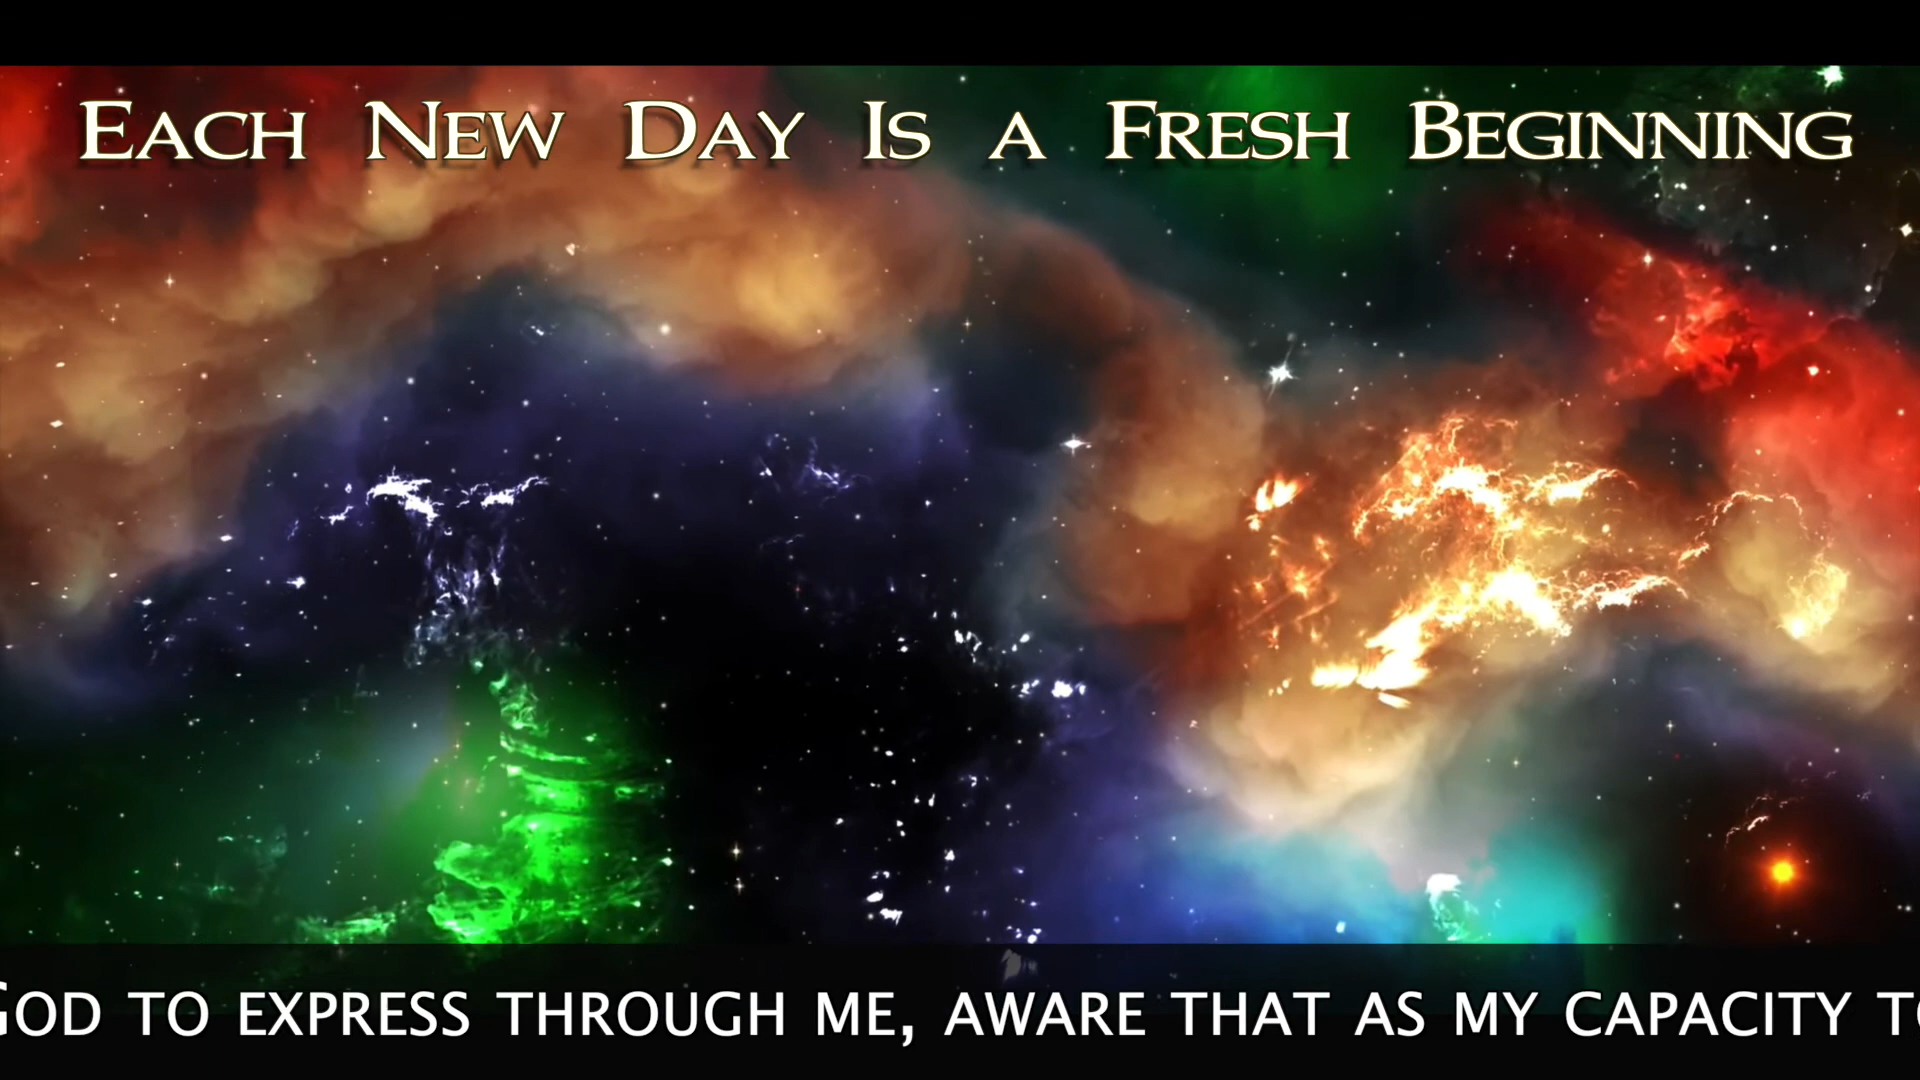 Each New Day Is a Fresh Beginning
God to express through me, aware that as my capacity to